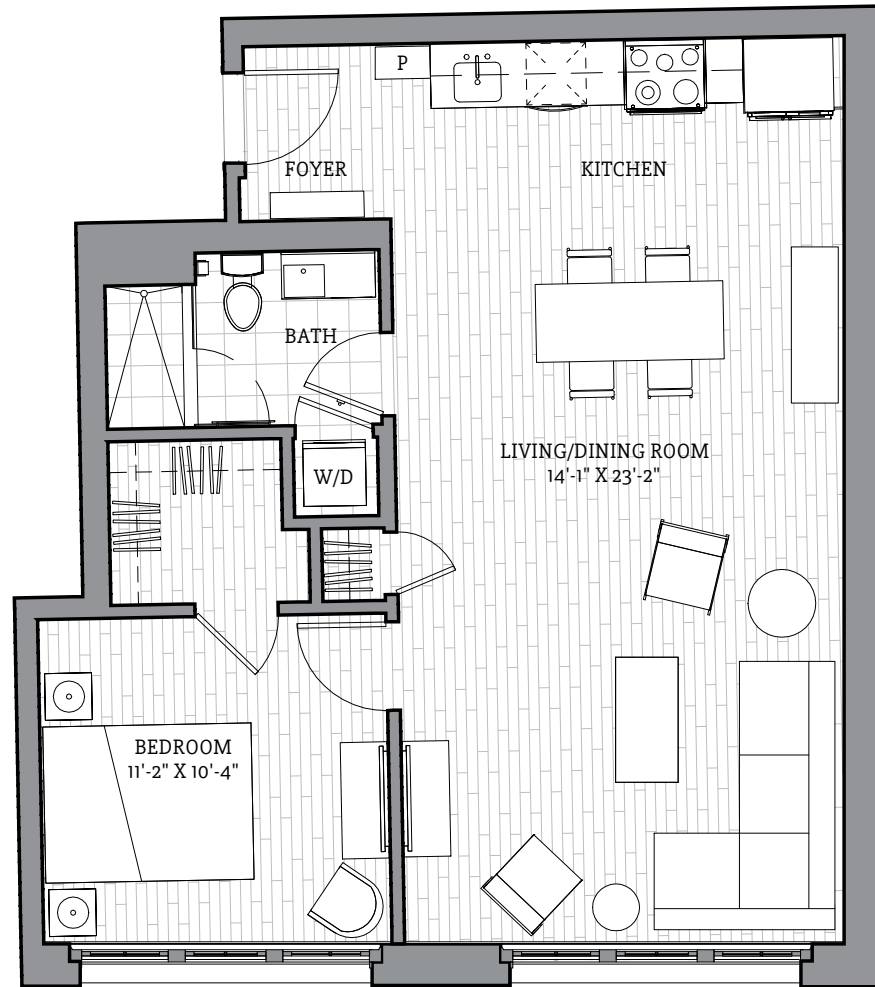 P
FOYER
KITCHEN
BATH
LIVING/DINING ROOM
14'-1" X 23'-2"
W/D
BEDROOM
11'-2" X 10'-4"